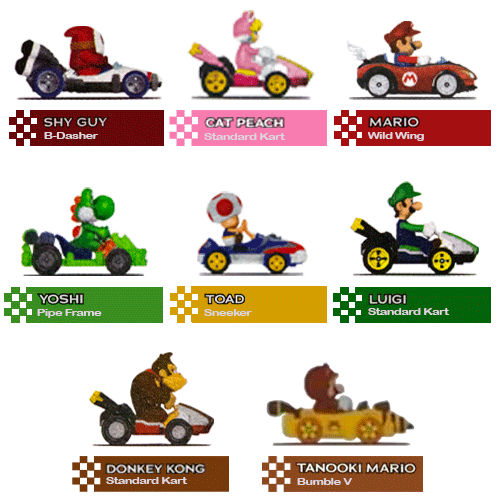 SHY GUY
B-Dasher
CAT PEACH
Standard Kart
MARIO
Wild Wing
YOSHI
Pipe Frame
TOAD
Sneeker
LUIGI
Standard Kart
DONKEY KONG
Standard Kart
TANOOKI MARIO
Bumble V